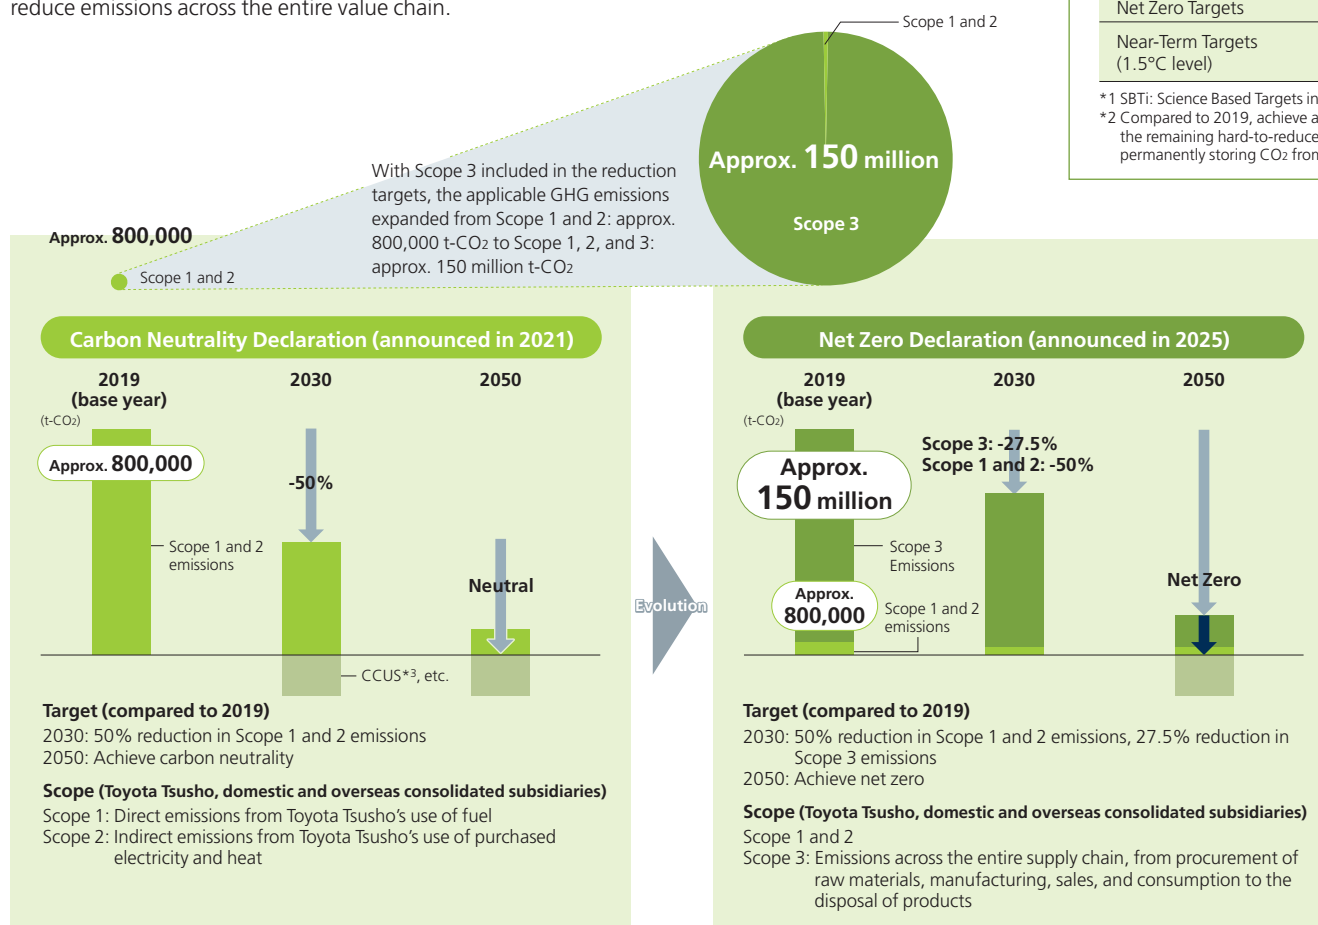 reduce emissions across the entire value chain.
Scope 1 and 2
Approx. 150 million
Scope 3
With Scope 3 included in the reduction
targets, the applicable GHG emissions
expanded from Scope 1 and 2: approx.
800,000 t-CO2 to Scope 1, 2, and 3:
approx. 150 million t-CO2
Approx. 800,000
Scope 1 and 2
Net Zero Targets
Near-Term Targets
(1.5°C level)
*1 SBTi: Science Based Targets in
*2 Compared to 2019, achieve a
the remaining hard-to-reduce
permanently storing CO2 from
Carbon Neutrality Declaration (announced in 2021)
2019
(base year)
2030
2050
(t-CO2)
Approx. 800,000
-50%
Scope 1 and 2
emissions
Neutral
CCUS*3, etc.
Target (compared to 2019)
2030: 50% reduction in Scope 1 and 2 emissions
2050: Achieve carbon neutrality
Scope (Toyota Tsusho, domestic and overseas consolidated subsidiaries)
Scope 1: Direct emissions from Toyota Tsusho’s use of fuel
Scope 2: Indirect emissions from Toyota Tsusho’s use of purchased
electricity and heat
Evolution
Net Zero Declaration (announced in 2025)
2019
(base year)
2030
2050
(t-CO2)
Approx.
150 million
Scope 3: -27.5%
Scope 1 and 2: -50%
Scope 3
Emissions
Approx.
800,000
Scope 1 and 2
emissions
Net Zero
Target (compared to 2019)
2030: 50% reduction in Scope 1 and 2 emissions, 27.5% reduction in
Scope 3 emissions
2050: Achieve net zero
Scope (Toyota Tsusho, domestic and overseas consolidated subsidiaries)
Scope 1 and 2
Scope 3: Emissions across the entire supply chain, from procurement of
raw materials, manufacturing, sales, and consumption to the
disposal of products